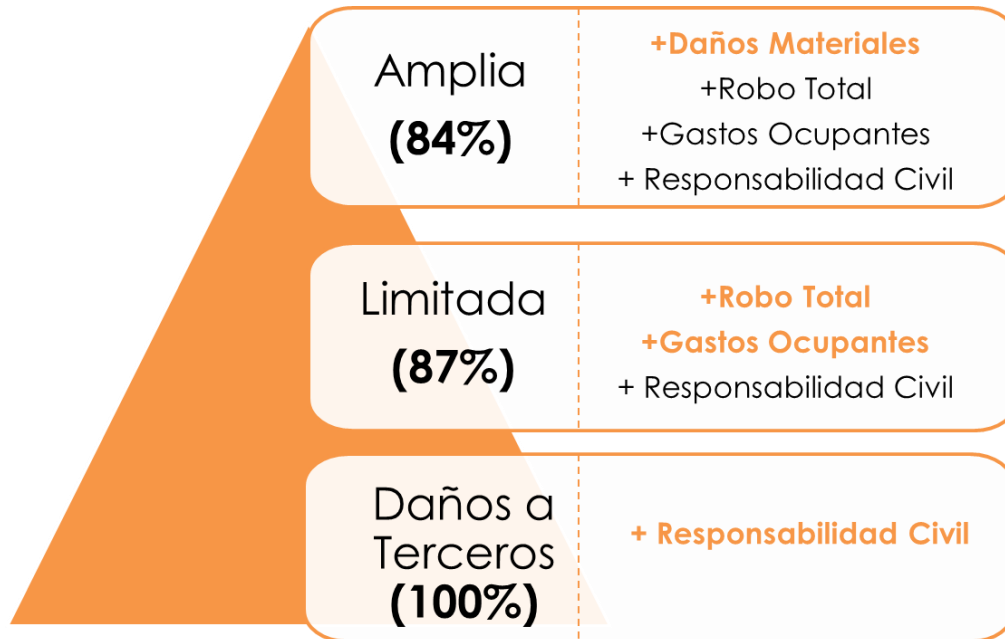 Amplia
(84%)
+Daños Materiales
+Robo Total
+Gastos Ocupantes
+ Responsabilidad Civil
Limitada
(87%)
+Robo Total
+Gastos Ocupantes
+ Responsabilidad Civil
Daños a
Terceros
(100%)
+ Responsabilidad Civil